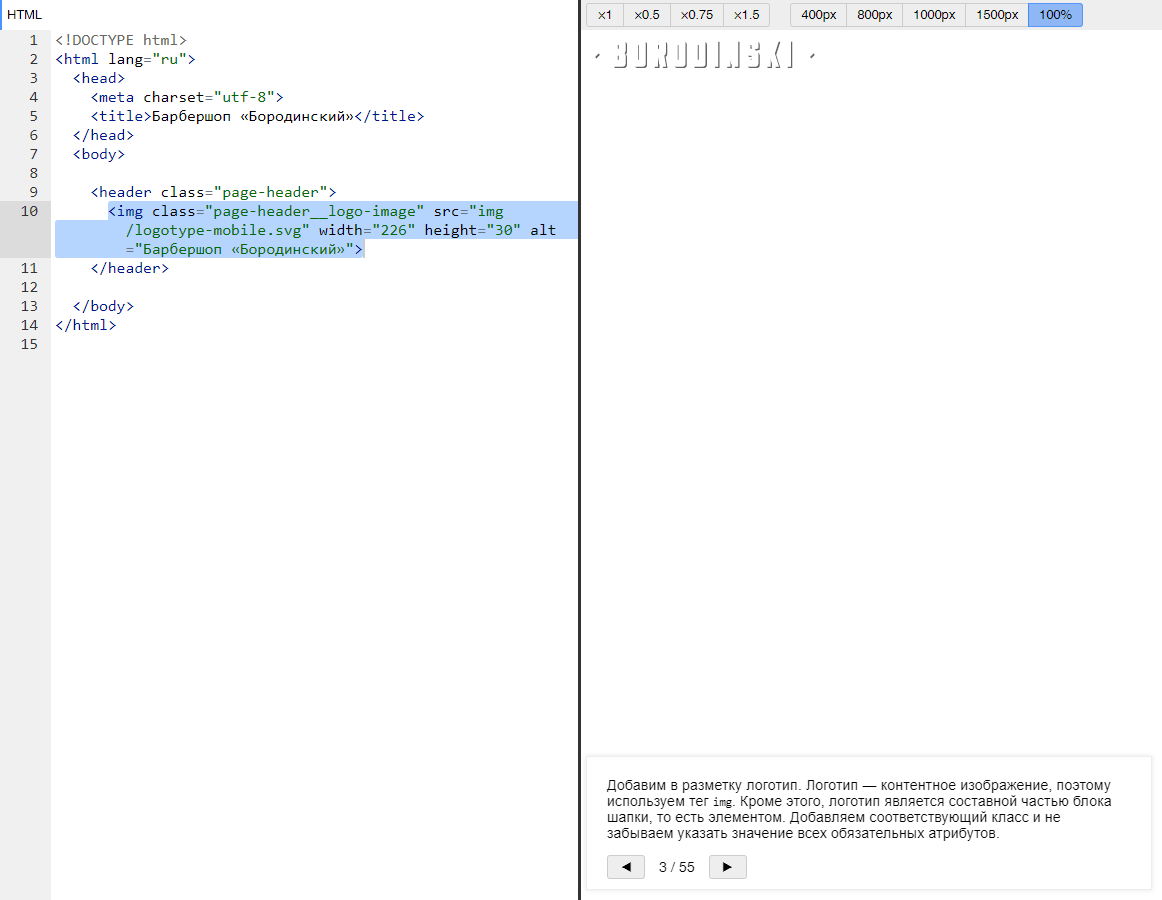 HTML
×1 ×0.5 ×0.75 ×1.5 400px 800px 1000px 1500px 100%
1 <!DOCTYPE html>
2 <html lang="ru">
3 <head>
4 <meta charset="utf-8">
5 <title>Барбершоп «Бородинский»</title>
6 </head>
7 <body>
8
9 <header class="page-header">
10 <img class="page-header__logo-image" src="img
/logotype-mobile.svg" width="226" height="30" alt
="Барбершоп «Бородинский»">
11 </header>
12
13 </body>
14 </html>
15
· BORODINSKI ·
Добавим в разметку логотип. Логотип — контентное изображение, поэтому
используем тег img. Кроме этого, логотип является составной частью блока
шапки, то есть элементом. Добавляем соответствующий класс и не
забываем указать значение всех обязательных атрибутов.
◄ 3 / 55 ►